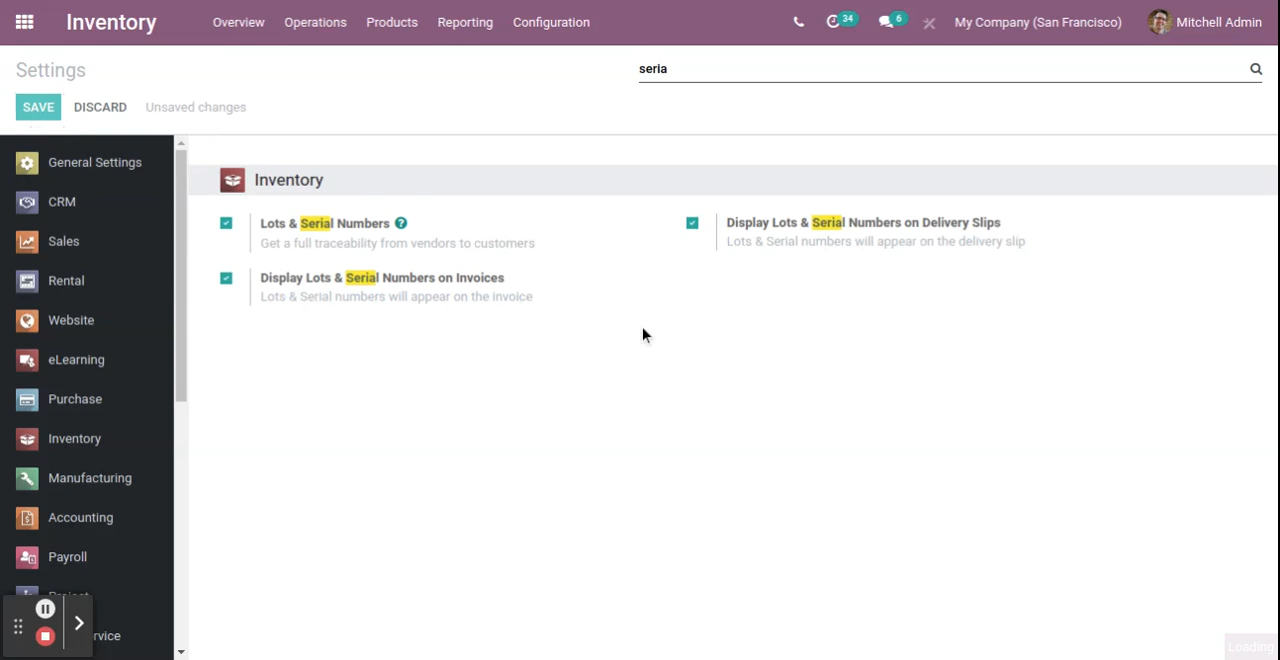 Inventory Overview Operations Products Reporting Configuration 34 6 My Company (San Francisco) Mitchell Admin
Settings seria
SAVE DISCARD Unsaved changes
General Settings
CRM
Sales
Rental
Website
eLearning
Purchase
Inventory
Manufacturing
Accounting
Payroll
Project
rvice
Inventory
Lots & Serial Numbers ?
Get a full traceability from vendors to customers
Display Lots & Serial Numbers on Delivery Slips
Lots & Serial numbers will appear on the delivery slip
Display Lots & Serial Numbers on Invoices
Lots & Serial numbers will appear on the invoice
Loading